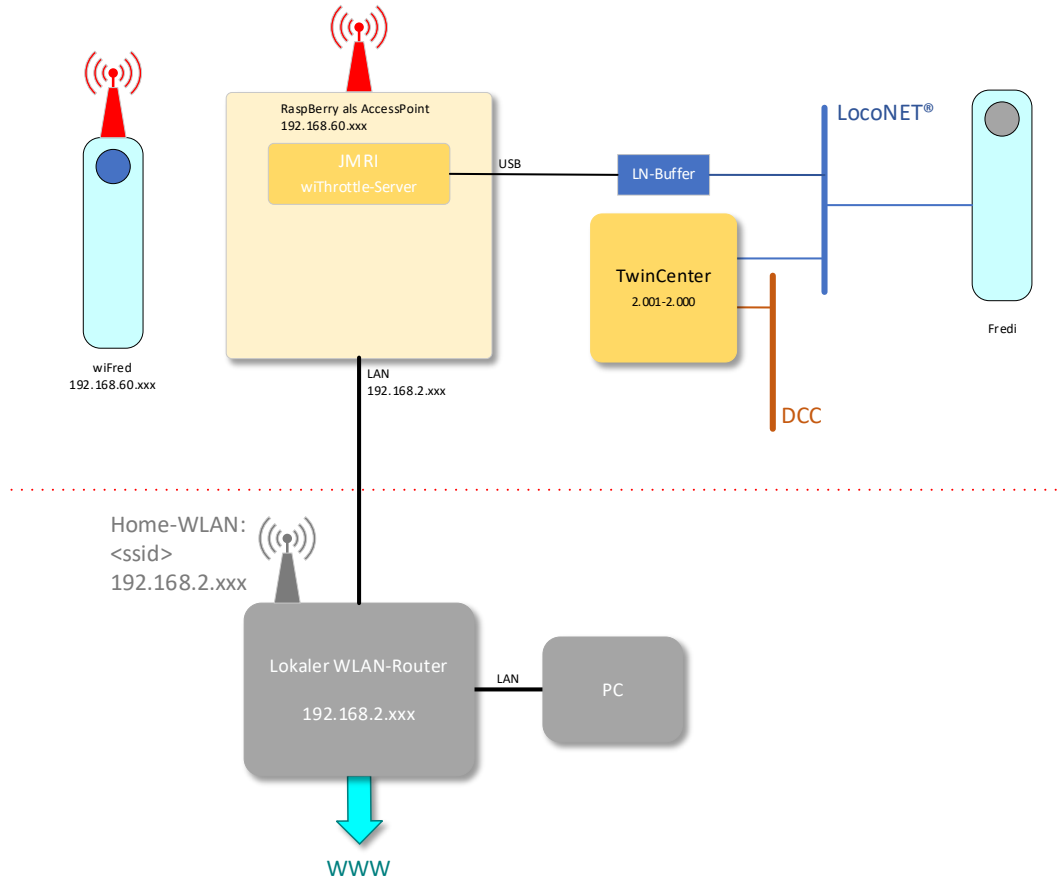 RaspBerry als AccessPoint
192.168.60.xxx
JMRI
wiThrottle-Server
USB
LN-Buffer
LocoNET®
TwinCenter
2.001-2.000
DCC
Fredi
wiFred
192.168.60.xxx
LAN
192.168.2.xxx
Home-WLAN:
<ssid>
192.168.2.xxx
Lokaler WLAN-Router
192.168.2.xxx
LAN
PC
WWW